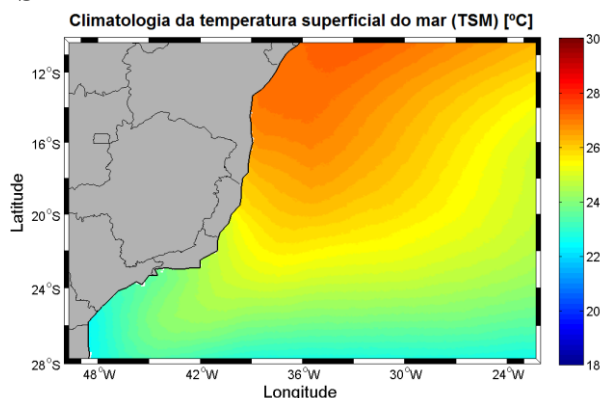 Climatologia da temperatura superficial do mar (TSM) [ºC]
12°S
16°S
20°S
24°S
28°S
Latitude
48°W
42°W
36°W
30°W
24°W
Longitude
30
28
26
24
22
20
18